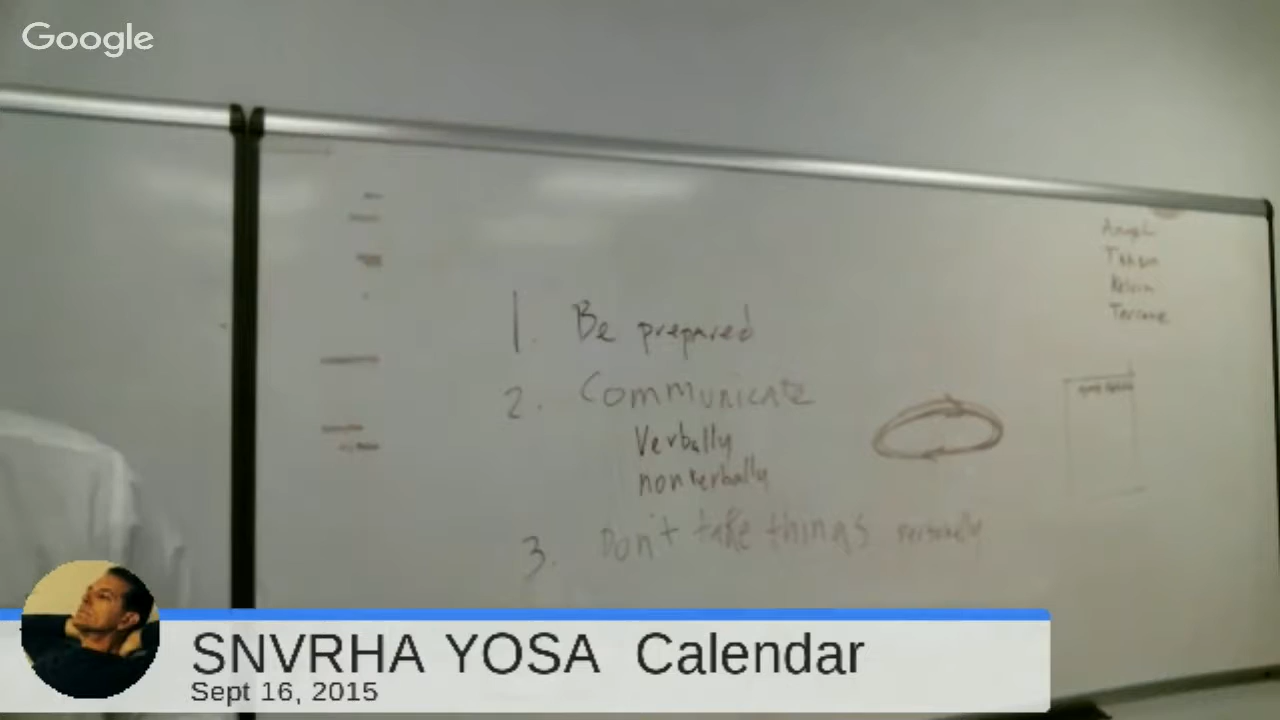 Google
1. Be prepared
2. Communicate
Verbally
nonverbally
3. Don't take things personally
SNVRHA YOSA Calendar
Sept 16, 2015